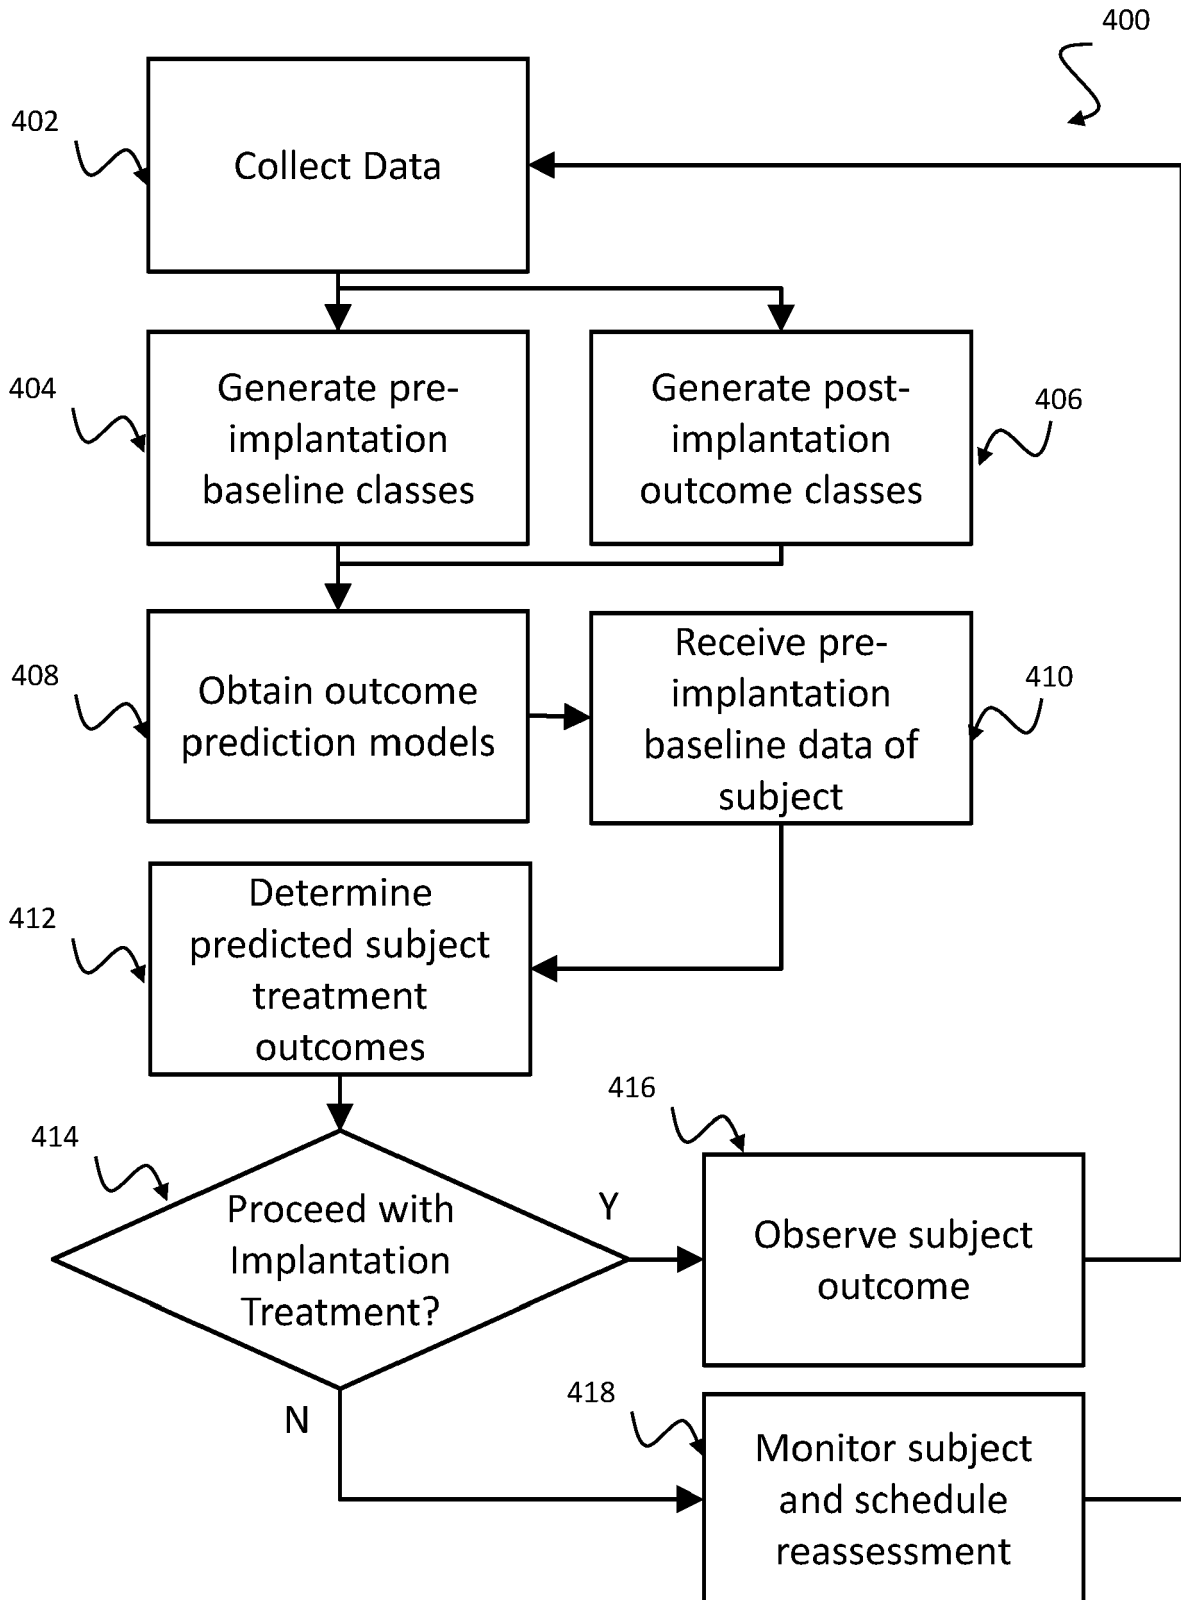 400
402
Collect Data
404
Generate pre-
implantation
baseline classes
Generate post-
implantation
outcome classes
406
408
Obtain outcome
prediction models
Receive pre-
implantation
baseline data of
subject
410
412
Determine
predicted subject
treatment
outcomes
414
Proceed with
Implantation
Treatment?
Y
N
416
Observe subject
outcome
418
Monitor subject
and schedule
reassessment